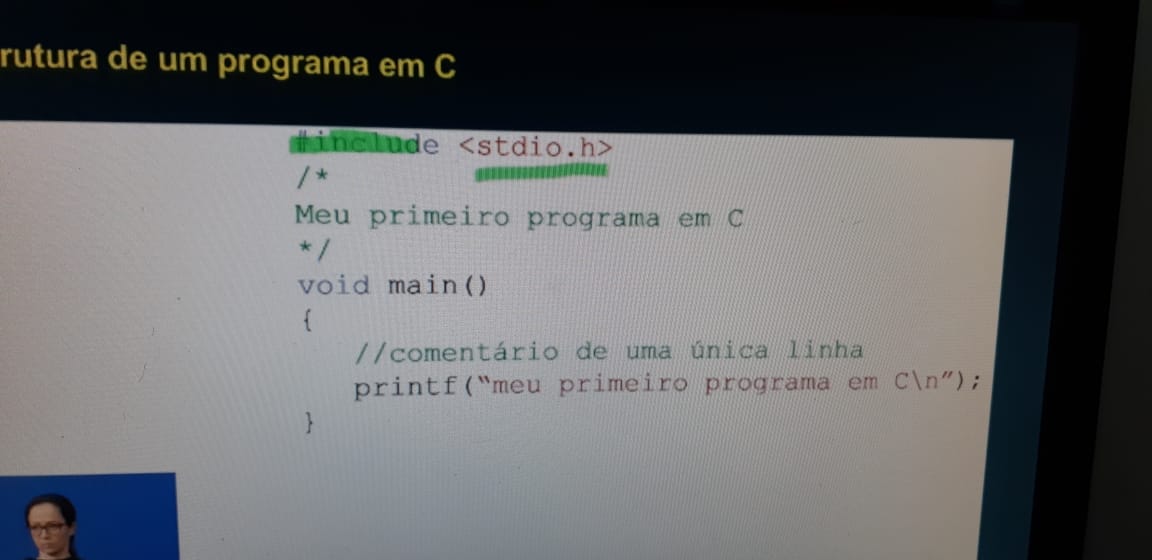 rutura de um programa em C
#include <stdio.h>
/*
Meu primeiro programa em C
*/
void main()
{
//comentário de uma única linha
printf(“meu primeiro programa em C\n”);
}